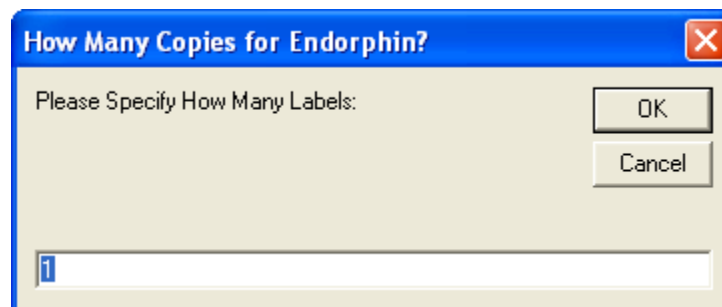 How Many Copies for Endorphin?
Please Specify How Many Labels:
OK
Cancel
1